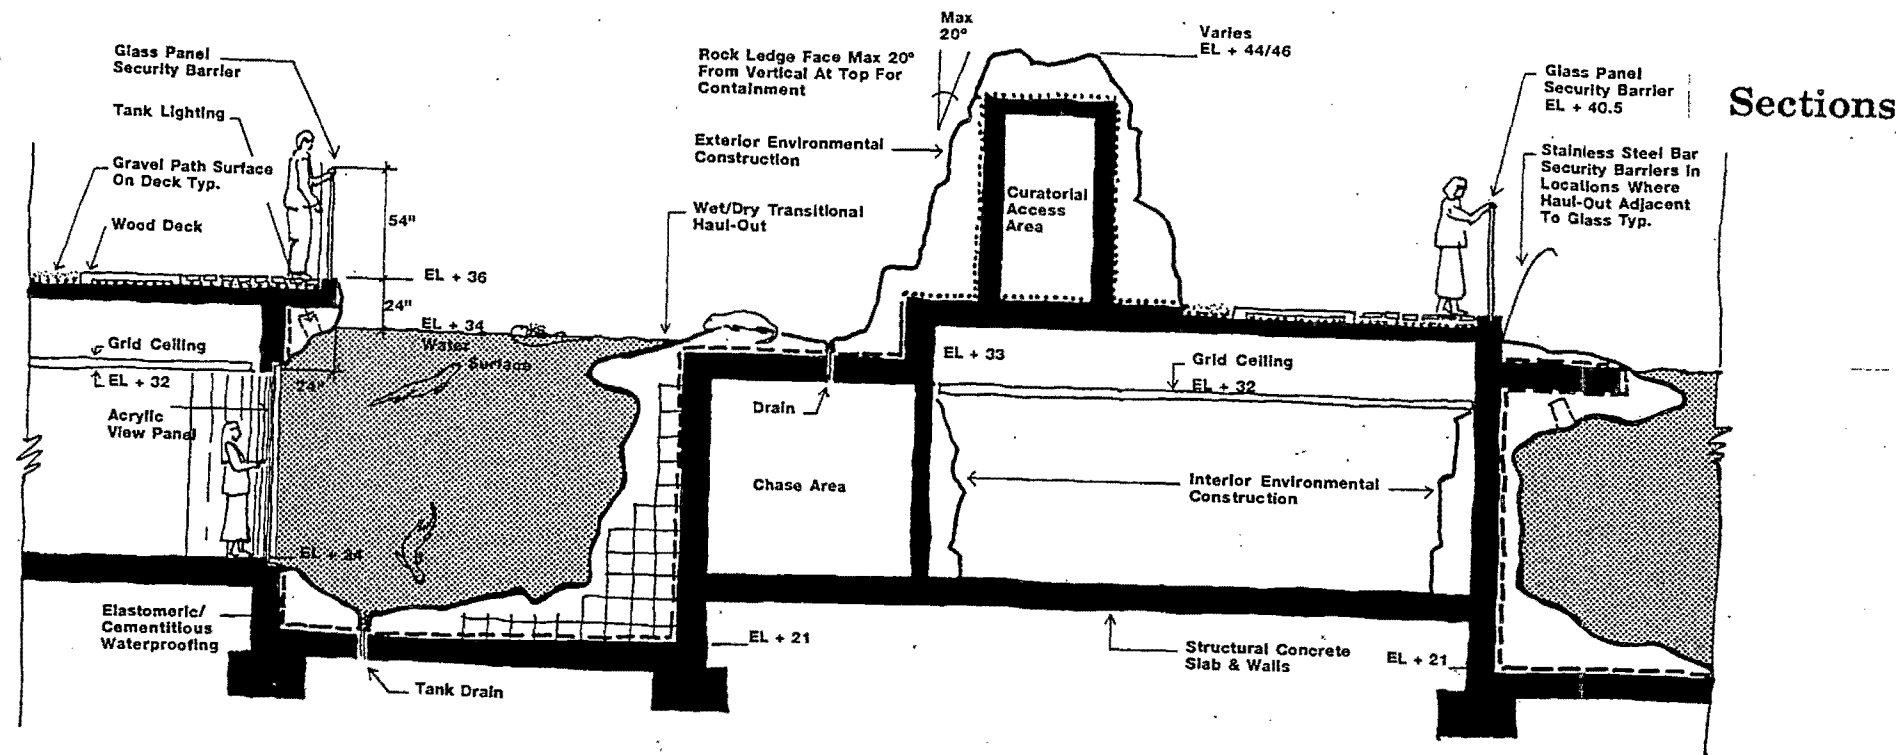 Sections
Glass Panel
Security Barrier
Tank Lighting
Gravel Path Surface
On Deck Typ.
Wood Deck
54"
EL + 36
24"
EL + 34
Water
Surface
Grid Ceiling
EL + 32
24"
Acrylic
View Panel
EL + 24
Elastomeric/
Cementitious
Waterproofing
Tank Drain
EL + 21
Max
20°
Rock Ledge Face Max 20°
From Vertical At Top For
Containment
Exterior Environmental
Construction
Wet/Dry Transitional
Haul-Out
Varies
EL + 44/46
Curatorial
Access
Area
EL + 33
Grid Ceiling
EL + 32
Drain
Chase Area
Interior Environmental
Construction
Structural Concrete
Slab & Walls
EL + 21
Glass Panel
Security Barrier
EL + 40.5
Stainless Steel Bar
Security Barriers In
Locations Where
Haul-Out Adjacent
To Glass Typ.